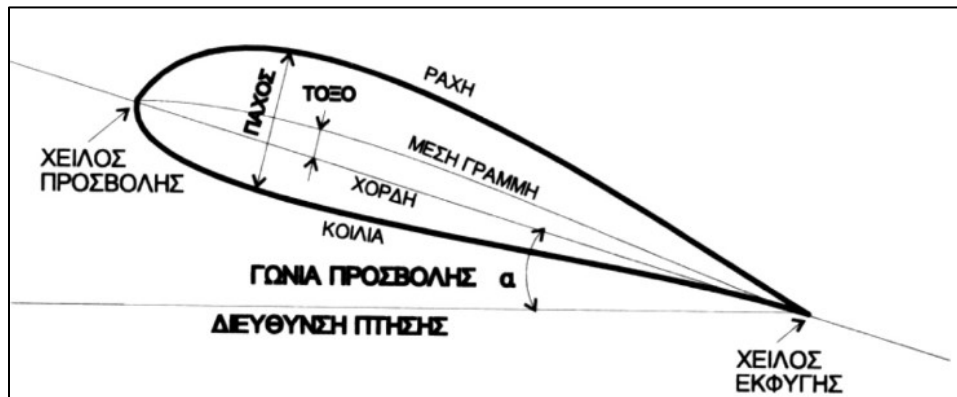 ΡΑΧΗ
ΤΟΞΟ
ΠΑΧΟΣ
ΜΕΣΗ ΓΡΑΜΜΗ
ΧΕΙΛΟΣ
ΠΡΟΣΒΟΛΗΣ
ΧΟΡΔΗ
ΚΟΙΛΙΑ
ΓΩΝΙΑ ΠΡΟΣΒΟΛΗΣ α
ΔΙΕΥΘΥΝΣΗ ΠΤΗΣΗΣ
ΧΕΙΛΟΣ
ΕΚΦΥΓΗΣ